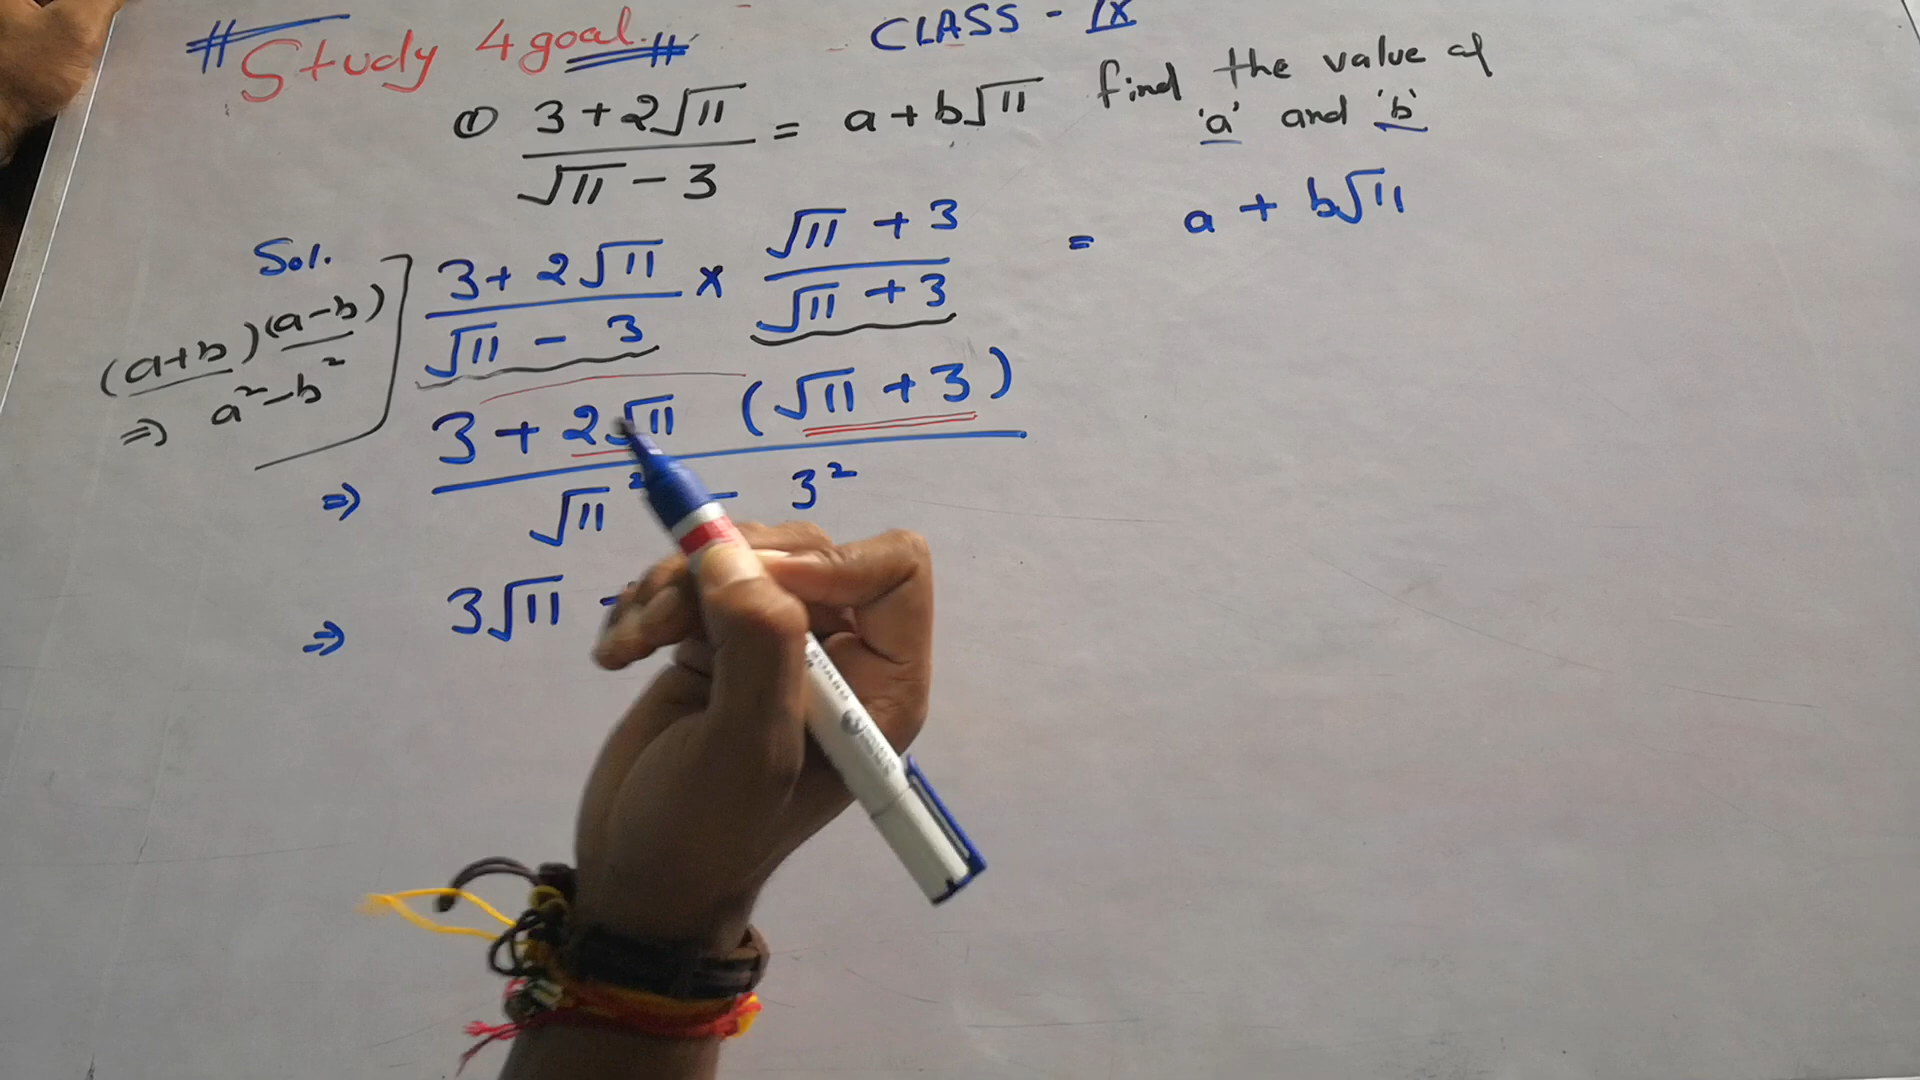 # Study 4 goal. #
CLASS - IX
① 3+2√11 / √11 - 3 = a+b√11 find the value of 'a' and 'b'
Sol.
(a+b)(a-b)
⇒ a²-b²
3+2√11 / √11 - 3 × √11 + 3 / √11 + 3 = a + b√11
⇒ 3 + 2√11 (√11 + 3) / √11² - 3²
⇒ 3√11